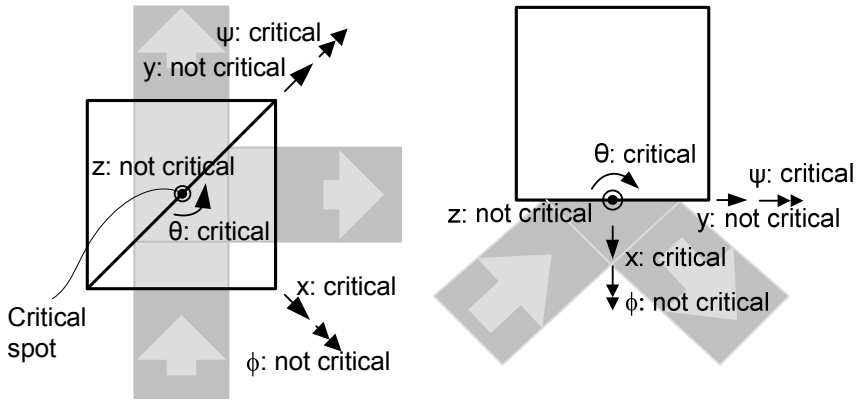 ψ: critical
y: not critical
z: not critical
θ: critical
x: critical
Critical
spot
ϕ: not critical
θ: critical
ψ: critical
z: not critical
y: not critical
x: critical
ϕ: not critical